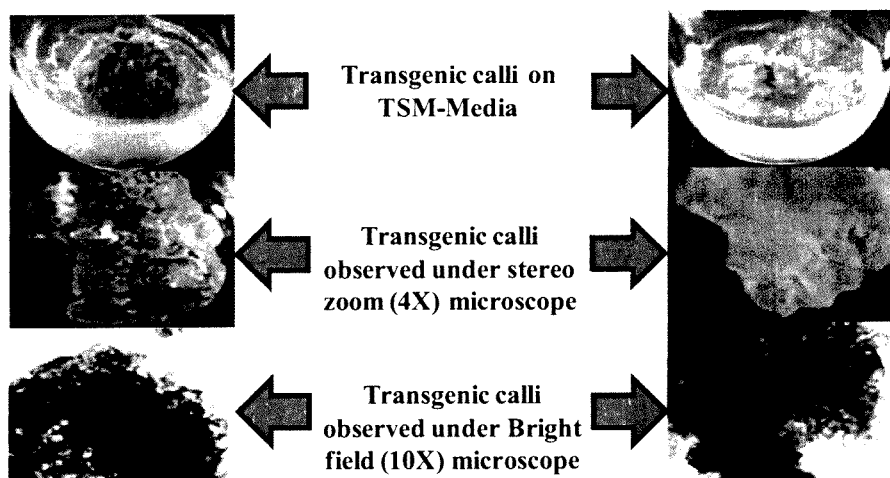 Transgenic calli on
TSM-Media
Transgenic calli
observed under stereo
zoom (4X) microscope
Transgenic calli
observed under Bright
field (10X) microscope